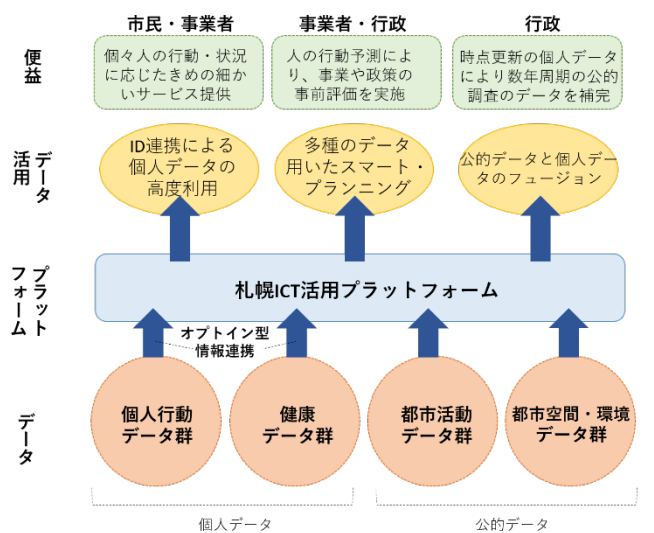 市民・事業者
事業者・行政
行政
便益
個々人の行動・状況
に応じたきめの細か
いサービス提供
人の行動予測によ
り、事業や政策の
事前評価を実施
時点更新の個人データ
により数年周期の公的
調査のデータを補完
データ
活用
ID連携による
個人データの
高度利用
多種のデータ
用いたスマート・
プランニング
公的データと個人デー
タのフュージョン
プラット
フォーム
札幌ICT活用プラットフォーム
オプトイン型
情報連携
データ
個人行動
データ群
健康
データ群
都市活動
データ群
都市空間・環境
データ群
個人データ
公的データ